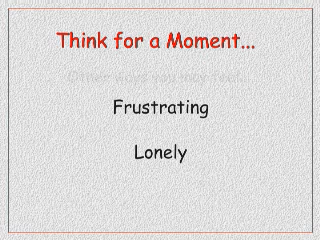 Think for a Moment...
Other ways you may feel...
Frustrating
Lonely